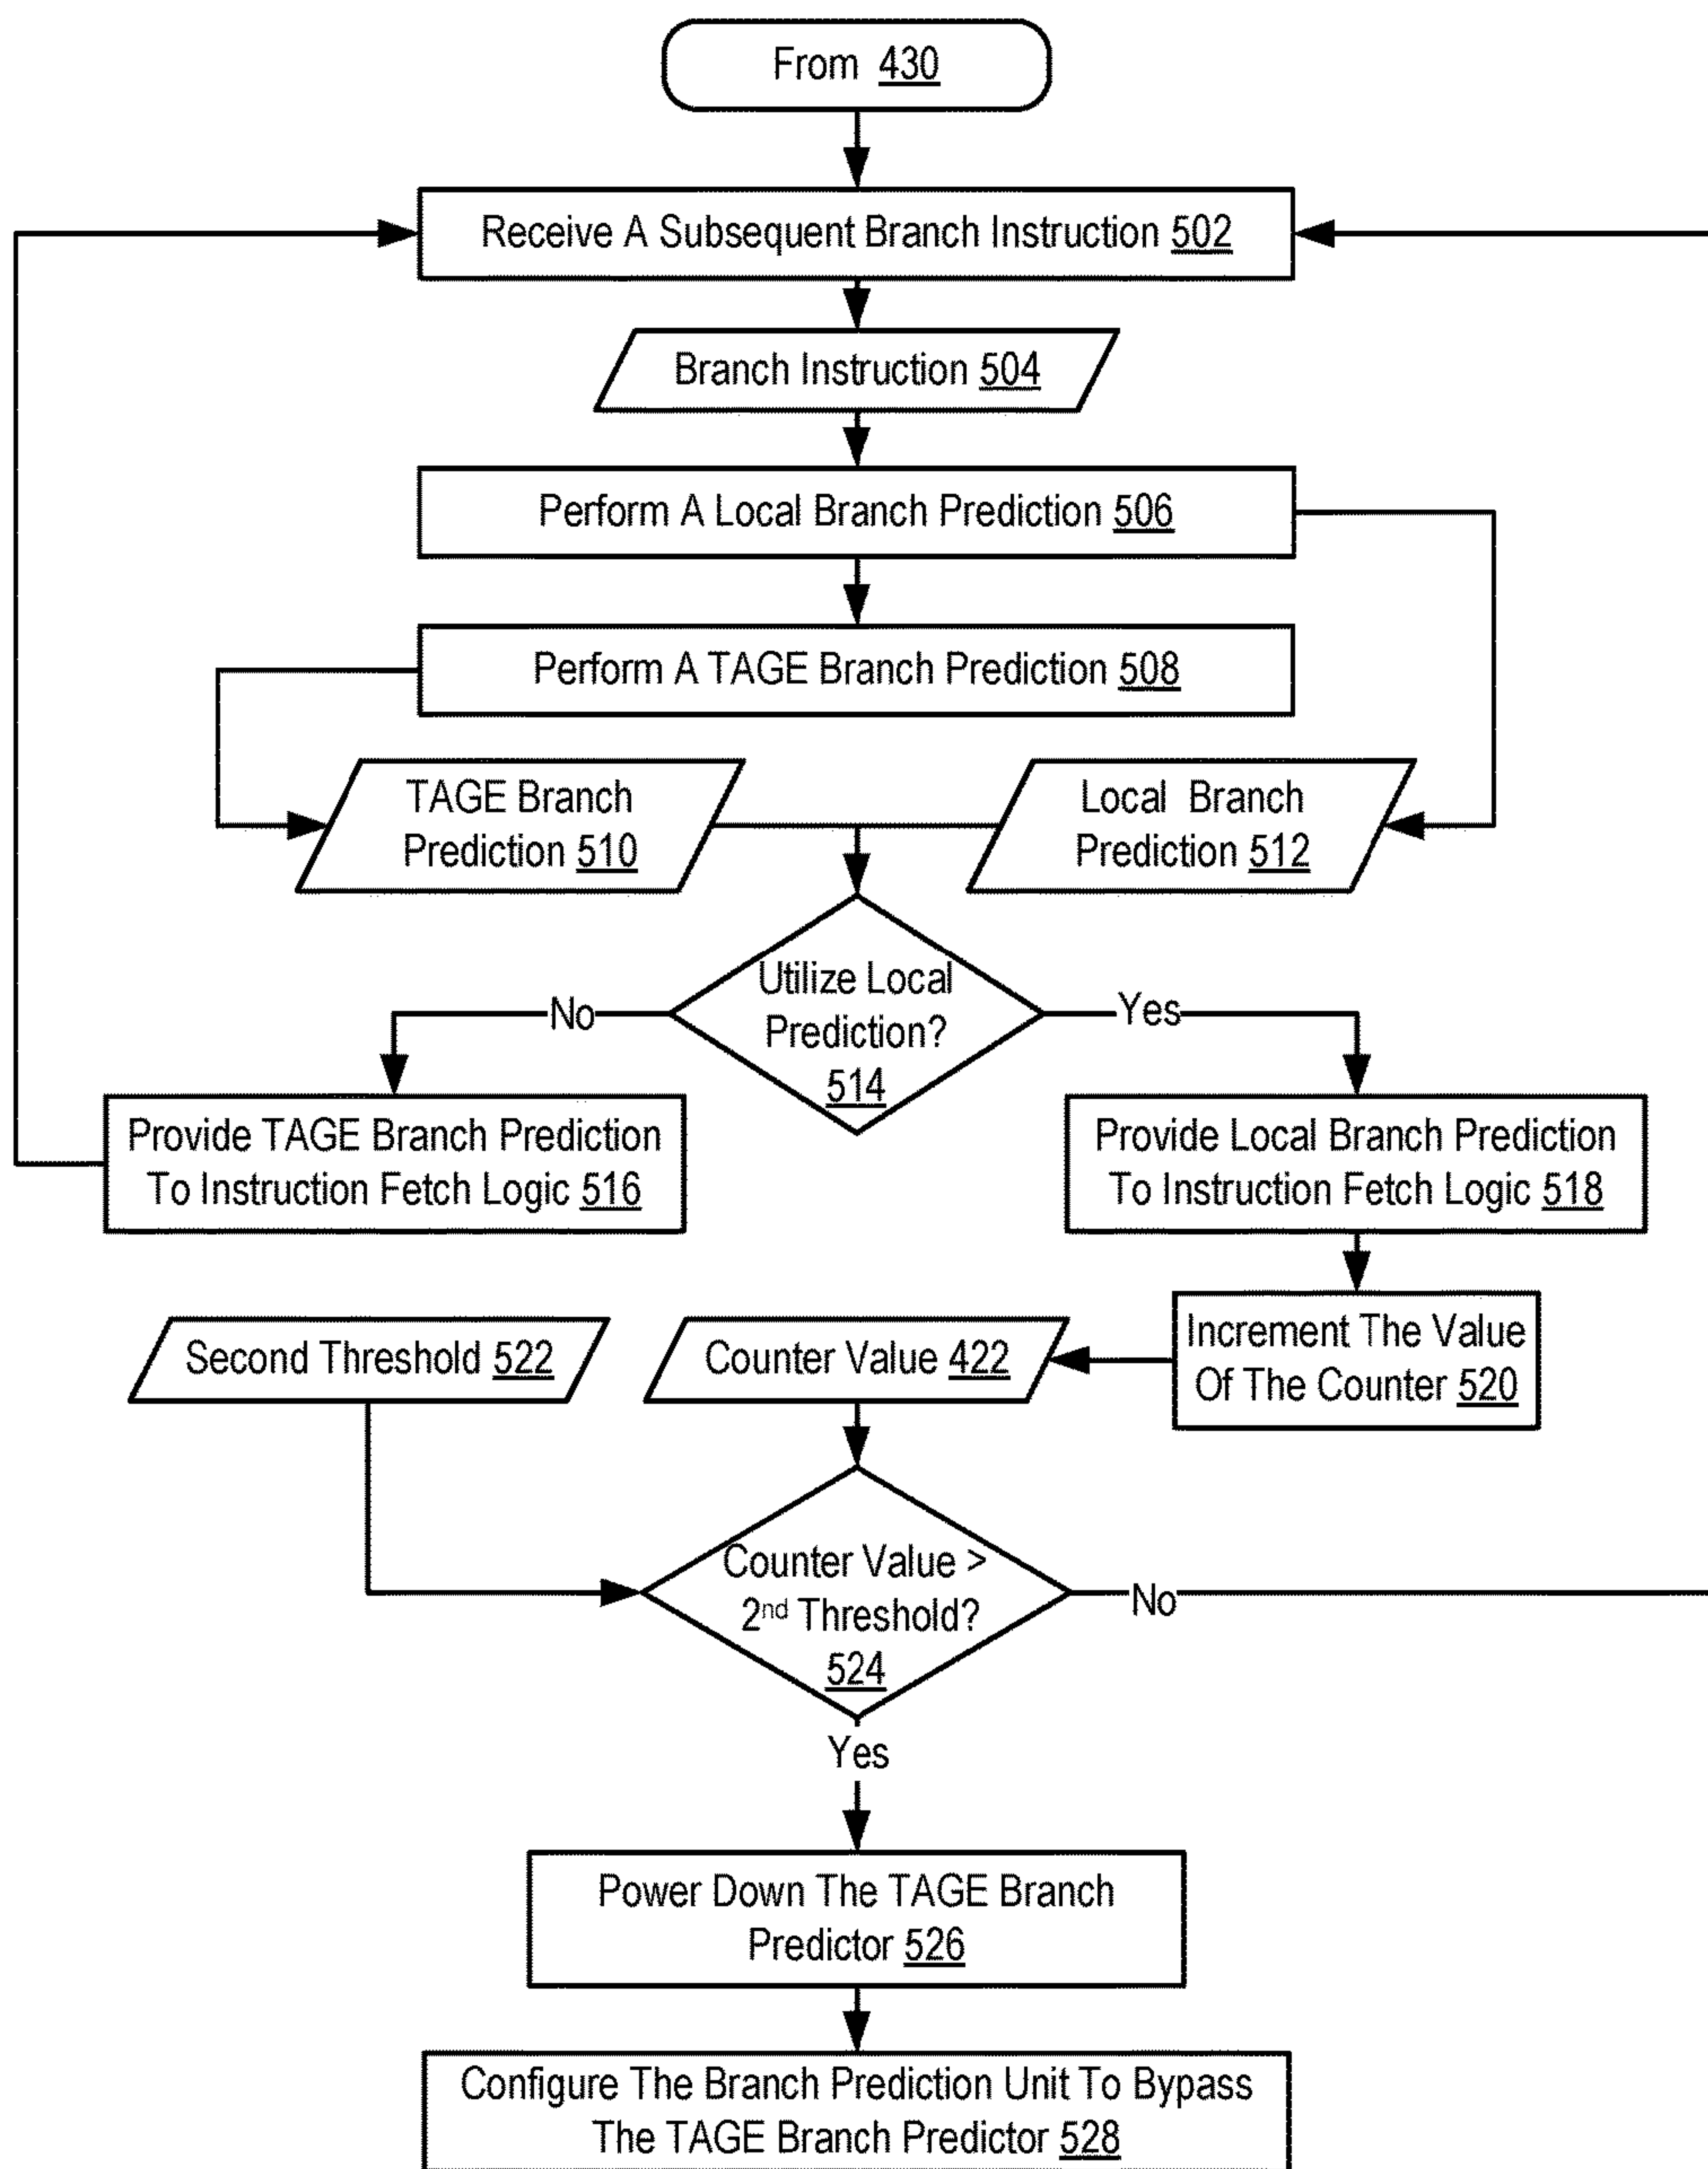 From 430
Receive A Subsequent Branch Instruction 502
Branch Instruction 504
Perform A Local Branch Prediction 506
Perform A TAGE Branch Prediction 508
TAGE Branch
Prediction 510
Local Branch
Prediction 512
Utilize Local
Prediction?
514
No
Yes
Provide TAGE Branch Prediction
To Instruction Fetch Logic 516
Provide Local Branch Prediction
To Instruction Fetch Logic 518
Increment The Value
Of The Counter 520
Second Threshold 522
Counter Value 422
Counter Value >
2nd Threshold?
524
No
Yes
Power Down The TAGE Branch
Predictor 526
Configure The Branch Prediction Unit To Bypass
The TAGE Branch Predictor 528